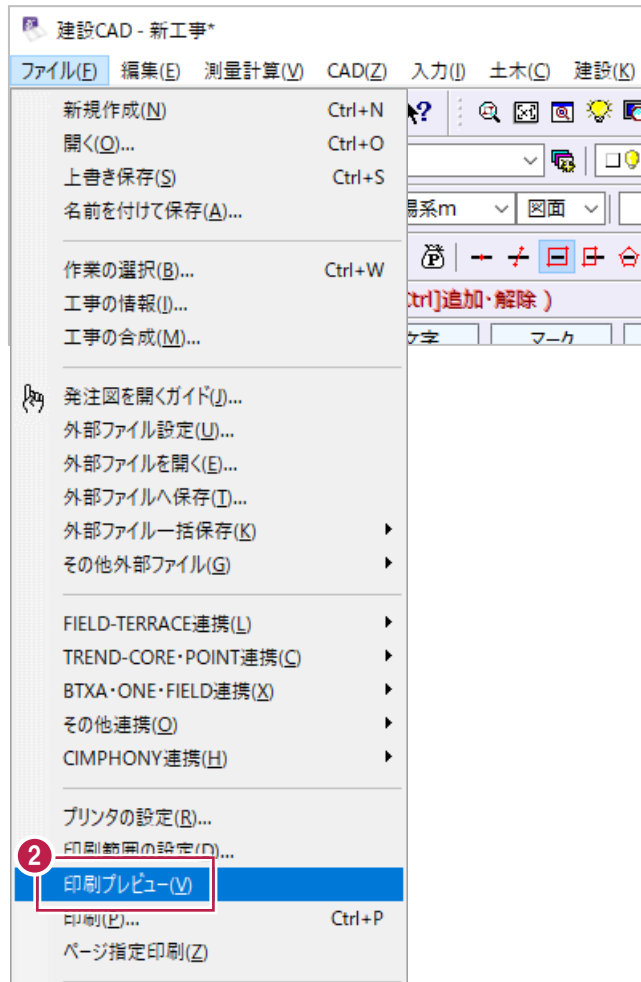 建設CAD - 新工事*
ファイル(F) 編集(E) 測量計算(V) CAD(Z) 入力(I) 土木(C) 建設(K)
新規作成(N) Ctrl+N
開く(O)... Ctrl+O
上書き保存(S) Ctrl+S
名前を付けて保存(A)...
場系m 図面
作業の選択(B)... Ctrl+W
工事の情報(I)...
Ctrl]追加・解除 )
工事の合成(M)...
文字 マーク
発注図を開くガイド(J)...
外部ファイル設定(U)...
外部ファイルを開く(E)...
外部ファイルへ保存(T)...
外部ファイル一括保存(K)
その他外部ファイル(G)
FIELD-TERRACE連携(L)
TREND-CORE・POINT連携(C)
BTXA・ONE・FIELD連携(X)
その他連携(O)
CIMPHONY連携(H)
プリンタの設定(R)...
印刷範囲の設定(D)...
2
印刷プレビュー(V)
印刷(P)... Ctrl+P
ページ指定印刷(Z)